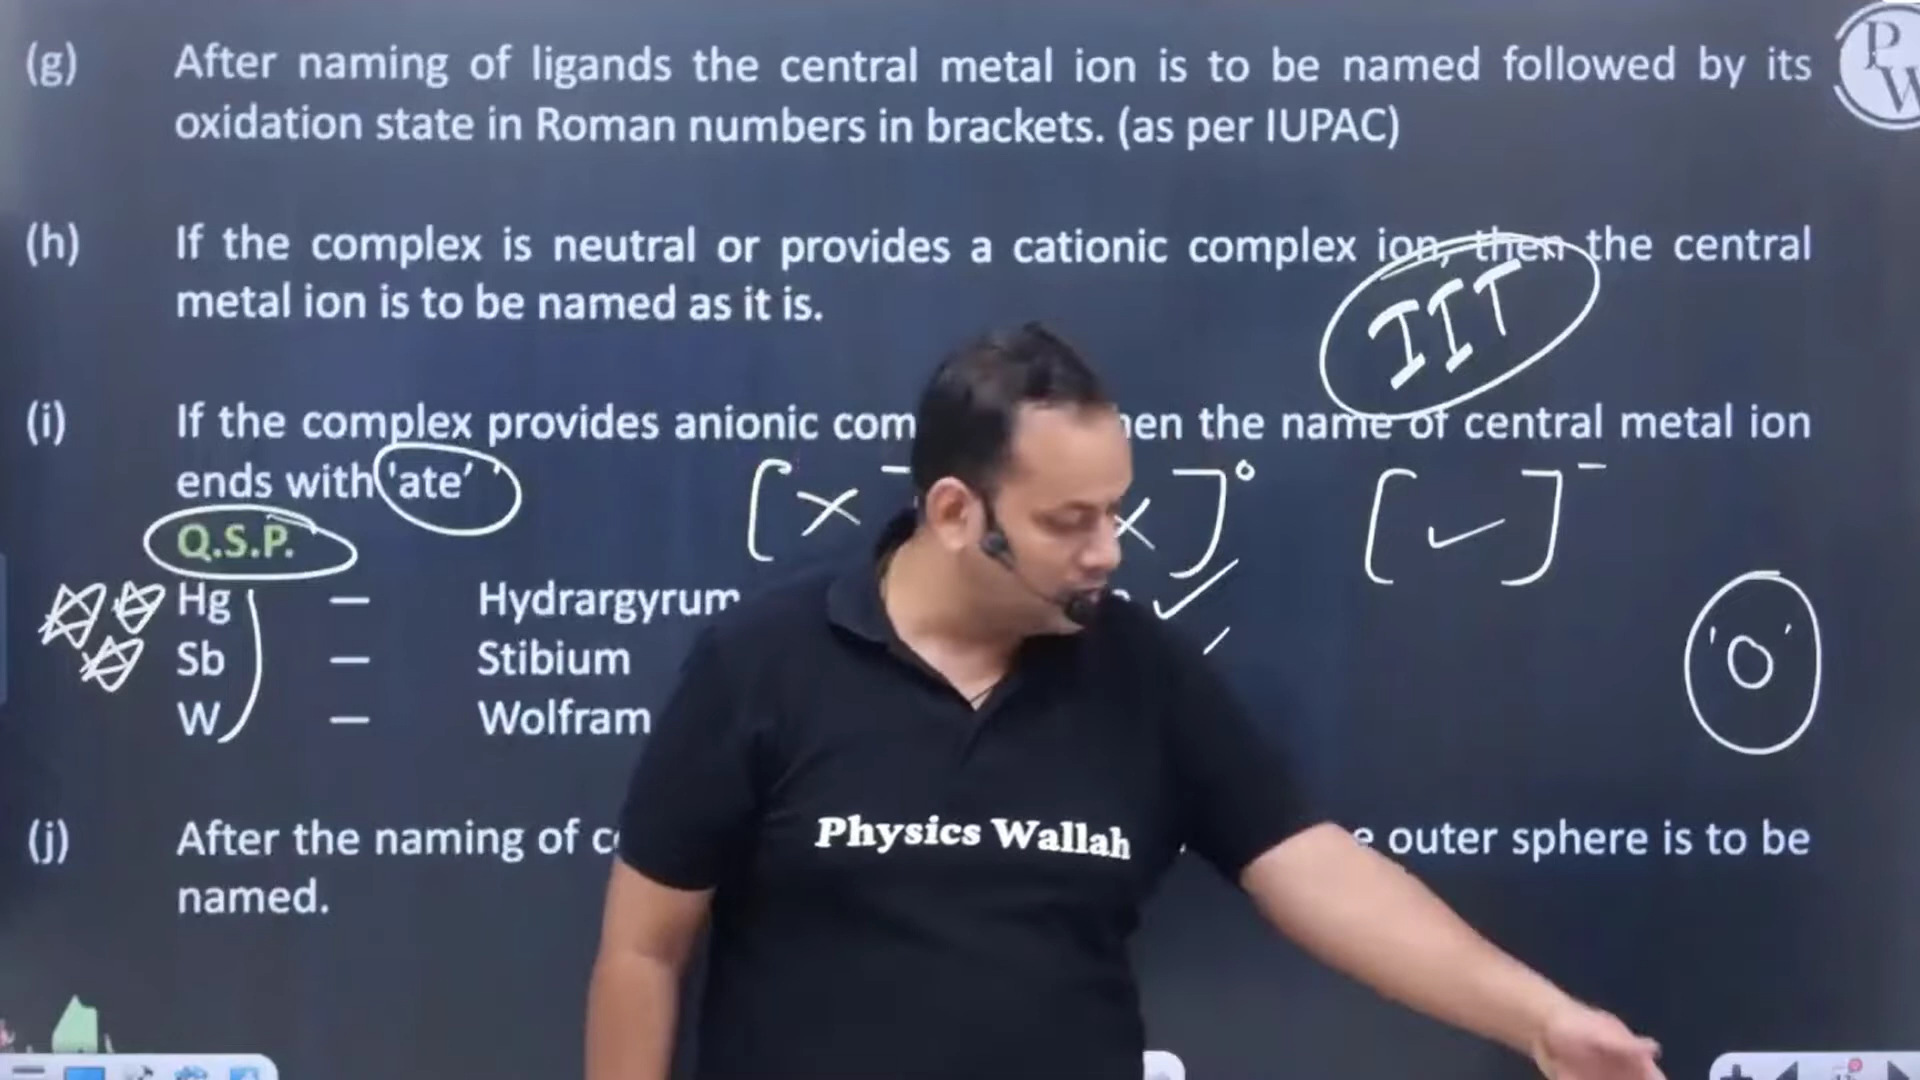 (g) After naming of ligands the central metal ion is to be named followed by its
oxidation state in Roman numbers in brackets. (as per IUPAC)
PW
(h) If the complex is neutral or provides a cationic complex ion, then the central
metal ion is to be named as it is.
IIT
(i) If the complex provides anionic com hen the name of central metal ion
ends with 'ate'
[x - x]° [✓]-
Q.S.P.
Hg — Hydrargyrum
Sb — Stibium
W — Wolfram
'O'
(j) After the naming of outer sphere is to be
named.
Physics Wallah